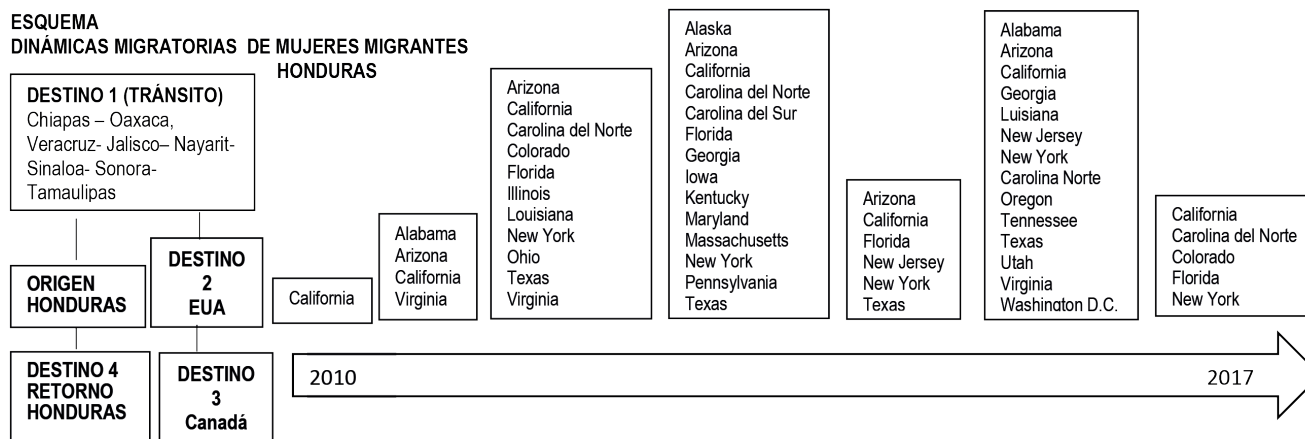 ESQUEMA
DINÁMICAS MIGRATORIAS DE MUJERES MIGRANTES
HONDURAS
DESTINO 1 (TRÁNSITO)
Chiapas – Oaxaca,
Veracruz- Jalisco– Nayarit-
Sinaloa- Sonora-
Tamaulipas
ORIGEN
HONDURAS
DESTINO
2
EUA
DESTINO 4
RETORNO
HONDURAS
DESTINO
3
Canadá
California
Alabama
Arizona
California
Virginia
Arizona
California
Carolina del Norte
Colorado
Florida
Illinois
Louisiana
New York
Ohio
Texas
Virginia
Alaska
Arizona
California
Carolina del Norte
Carolina del Sur
Florida
Georgia
Iowa
Kentucky
Maryland
Massachusetts
New York
Pennsylvania
Texas
Arizona
California
Florida
New Jersey
New York
Texas
Alabama
Arizona
California
Georgia
Luisiana
New Jersey
New York
Carolina Norte
Oregon
Tennessee
Texas
Utah
Virginia
Washington D.C.
California
Carolina del Norte
Colorado
Florida
New York
2010
2017